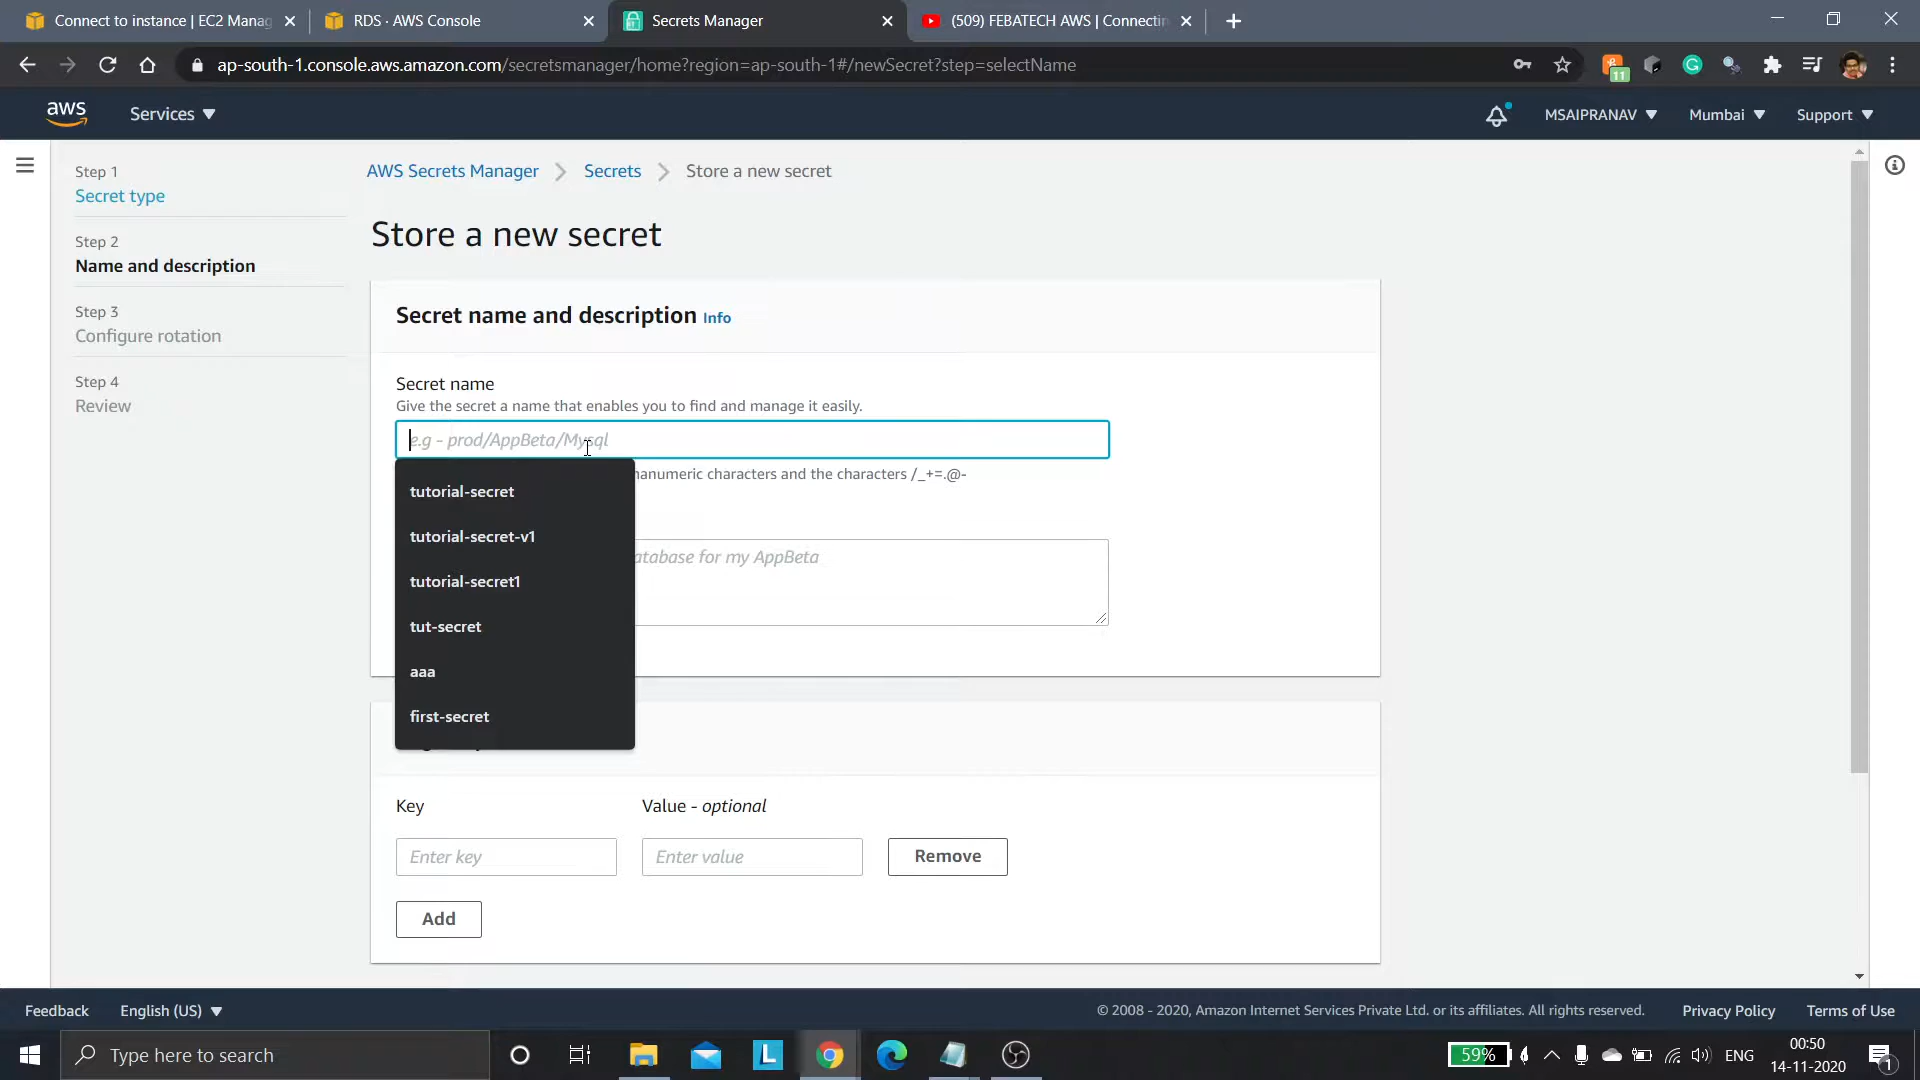 Connect to instance | EC2 Manag
RDS · AWS Console
Secrets Manager
(509) FEBATECH AWS | Connectin
ap-south-1.console.aws.amazon.com/secretsmanager/home?region=ap-south-1#/newSecret?step=selectName
11
aws
Services
MSAIPRANAV
Mumbai
Support
Step 1
Secret type
Step 2
Name and description
Step 3
Configure rotation
Step 4
Review
AWS Secrets Manager
Secrets
Store a new secret
Store a new secret
Secret name and description Info
Secret name
Give the secret a name that enables you to find and manage it easily.
e.g - prod/AppBeta/Mysql
anumeric characters and the characters /_+=.@-
tutorial-secret
tutorial-secret-v1
tutorial-secret1
tut-secret
aaa
first-secret
atabase for my AppBeta
Key
Value - optional
Enter key
Enter value
Remove
Add
Feedback
English (US)
© 2008 - 2020, Amazon Internet Services Private Ltd. or its affiliates. All rights reserved.
Privacy Policy
Terms of Use
Type here to search
L
59%
ENG
00:50
14-11-2020
1